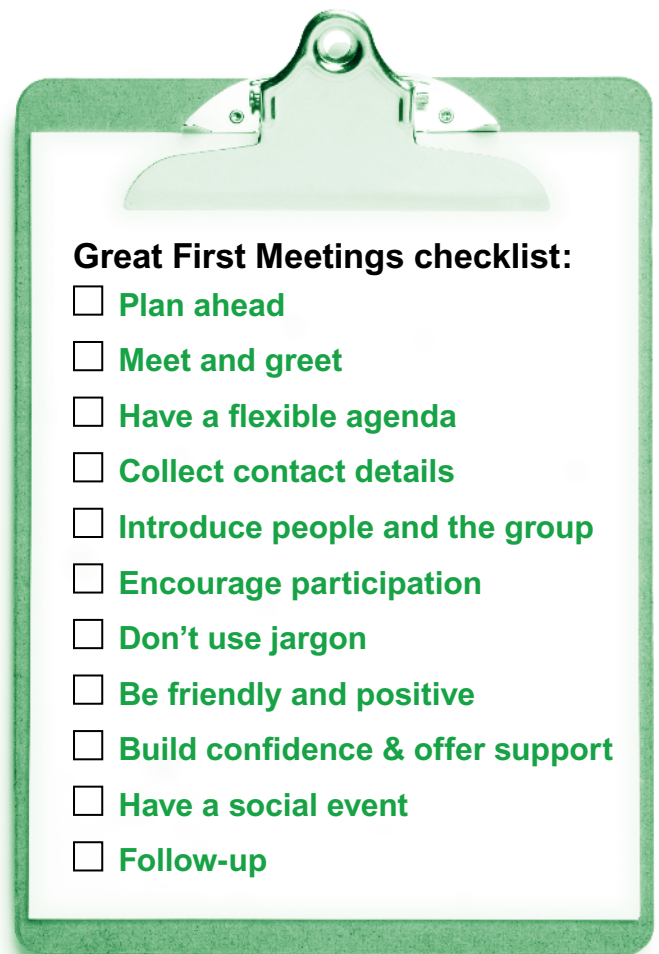 Great First Meetings checklist:
Plan ahead
Meet and greet
Have a flexible agenda
Collect contact details
Introduce people and the group
Encourage participation
Don’t use jargon
Be friendly and positive
Build confidence & offer support
Have a social event
Follow-up